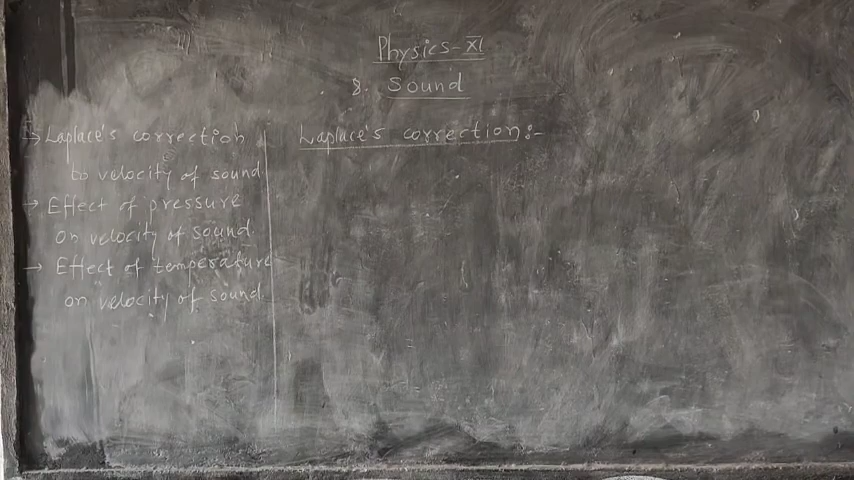 Physics-XI
8. Sound
→ Laplace's correction
to velocity of sound
→ Effect of pressure
on velocity of sound.
→ Effect of temperature
on velocity of sound
Laplace's correction:-